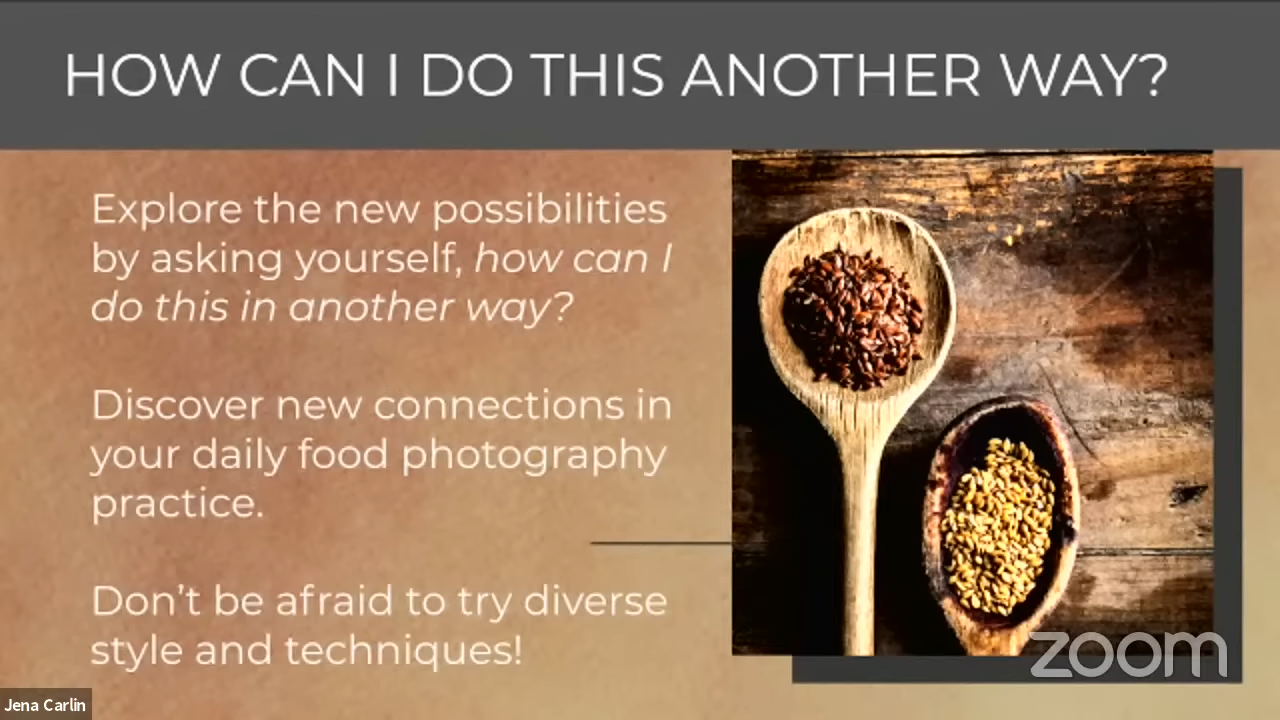 HOW CAN I DO THIS ANOTHER WAY?
Explore the new possibilities
by asking yourself, how can I
do this in another way?
Discover new connections in
your daily food photography
practice.
Don’t be afraid to try diverse
style and techniques!
zoom
Jena Carlin